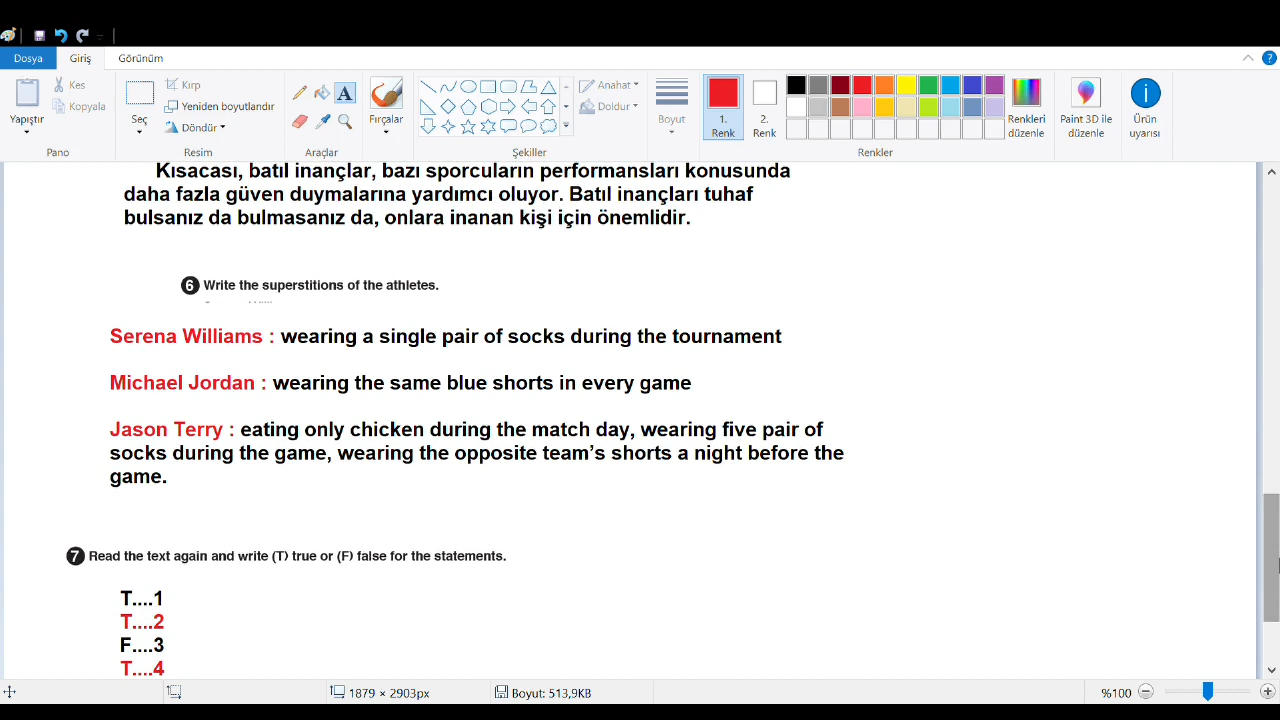 Dosya Giriş Görünüm
Yapıştır
Kes
Kopyala
Pano
Seç
Kırp
Yeniden boyutlandır
Döndür
Resim
A
Araçlar
Fırçalar
Anahat
Doldur
Şekiller
Boyut
1.
Renk
2.
Renk
Renkleri
düzenle
Paint 3D ile
düzenle
Ürün
uyarısı
Renkler
Kısacası, batıl inançlar, bazı sporcuların performansları konusunda
daha fazla güven duymalarına yardımcı oluyor. Batıl inançları tuhaf
bulsanız da bulmasanız da, onlara inanan kişi için önemlidir.
6 Write the superstitions of the athletes.
Serena Williams : wearing a single pair of socks during the tournament
Michael Jordan : wearing the same blue shorts in every game
Jason Terry : eating only chicken during the match day, wearing five pair of
socks during the game, wearing the opposite team's shorts a night before the
game.
7 Read the text again and write (T) true or (F) false for the statements.
T....1
T....2
F....3
T....4
1879 × 2903px
Boyut: 513,9KB
%100